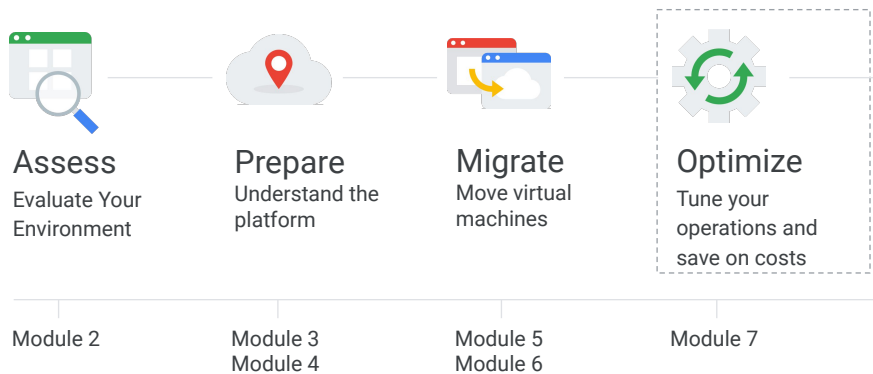 Assess
Evaluate Your
Environment
Prepare
Understand the
platform
Migrate
Move virtual
machines
Optimize
Tune your
operations and
save on costs
Module 2
Module 3
Module 4
Module 5
Module 6
Module 7